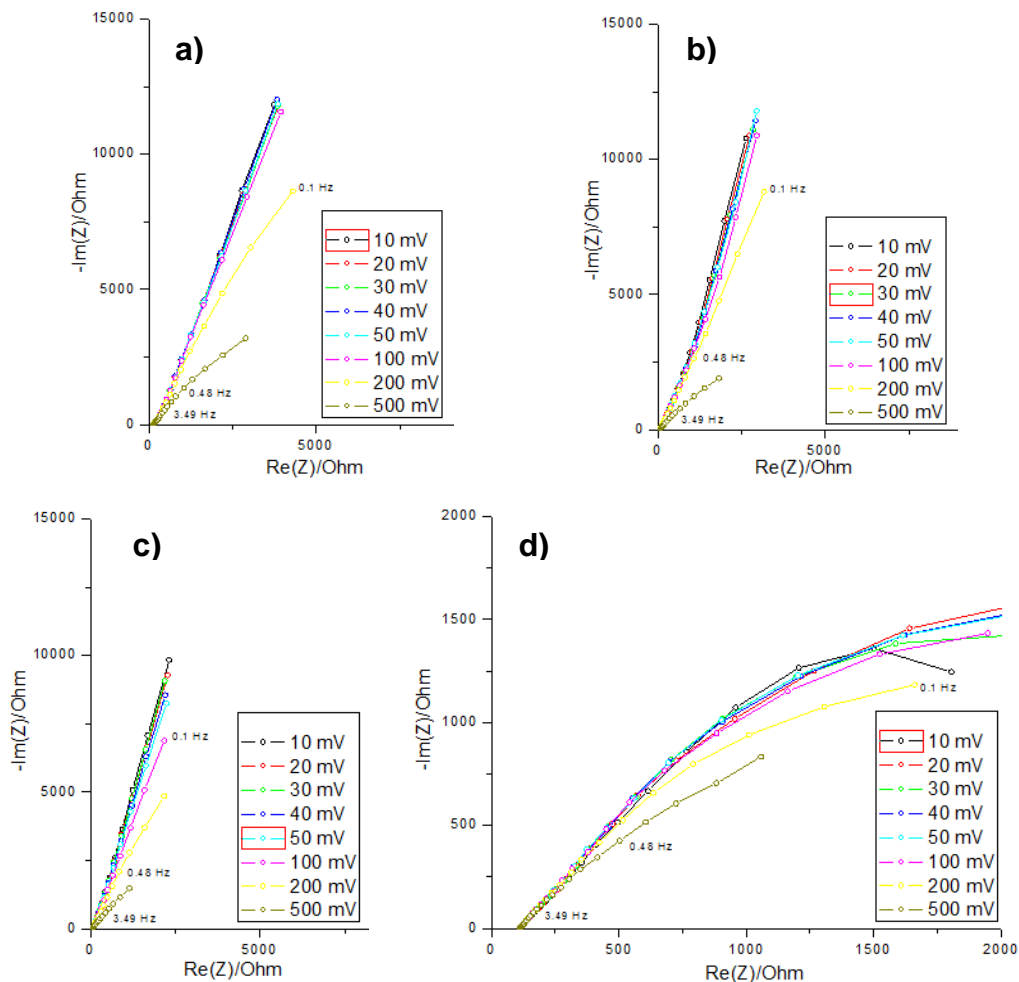 a)
15000
10000
5000
0
-Im(Z)/Ohm
0.1 Hz
0.48 Hz
3.49 Hz
10 mV
20 mV
30 mV
40 mV
50 mV
100 mV
200 mV
500 mV
0
5000
Re(Z)/Ohm
b)
15000
10000
5000
0
-Im(Z)/Ohm
0.1 Hz
0.48 Hz
3.49 Hz
10 mV
20 mV
30 mV
40 mV
50 mV
100 mV
200 mV
500 mV
0
5000
Re(Z)/Ohm
c)
15000
10000
5000
0
-Im(Z)/Ohm
0.1 Hz
0.48 Hz
3.49 Hz
10 mV
20 mV
30 mV
40 mV
50 mV
100 mV
200 mV
500 mV
0
5000
Re(Z)/Ohm
d)
2000
1500
1000
500
0
-Im(Z)/Ohm
0.1 Hz
0.48 Hz
3.49 Hz
10 mV
20 mV
30 mV
40 mV
50 mV
100 mV
200 mV
500 mV
0
500
1000
1500
2000
Re(Z)/Ohm